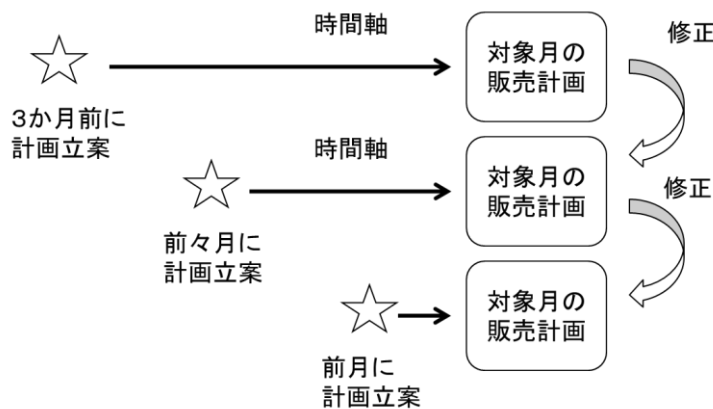 時間軸
対象月の
販売計画
修正
3か月前に
計画立案
時間軸
対象月の
販売計画
修正
前々月に
計画立案
対象月の
販売計画
前月に
計画立案